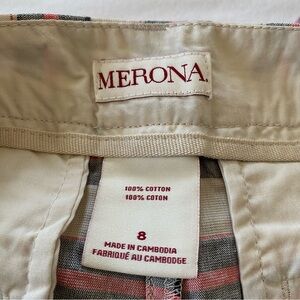 MERONA.
100% COTTON
100% COTON
8
MADE IN CAMBODIA
FABRIQUÉ AU CAMBODGE